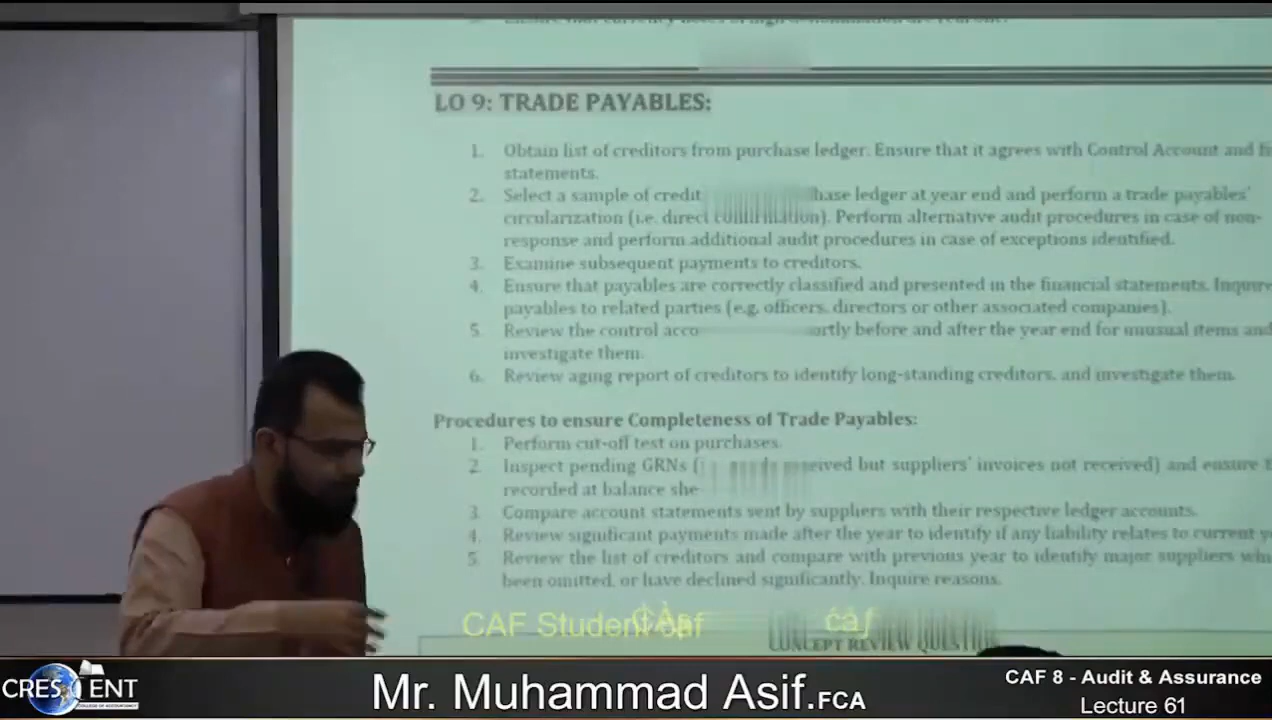 LO 9: TRADE PAYABLES:
1. Obtain list of creditors from purchase ledger. Ensure that it agrees with Control Account and
statements.
2. Select a sample of ledger at year end and perform a trade payables'
circularization (i.e. direct confirmation). Perform alternative audit procedures in case of non-
response and perform additional audit procedures in case of exceptions identified.
3. Examine subsequent payments to creditors.
4. Ensure that payables are correctly classified and presented in the financial statements. Inquire
payables to related parties (e.g. officers, directors or other associated companies).
5. Review the control before and after the year end for unusual items and
investigate them.
6. Review aging report of creditors to identify long-standing creditors, and investigate them.
Procedures to ensure Completeness of Trade Payables:
1. Perform cut-off test on purchases.
2. Inspect pending GRNs but suppliers' invoices not received) and ensure
recorded at balance
3. Compare account statements sent by suppliers with their respective ledger accounts.
4. Review significant payments made after the year to identify if any liability relates to current
5. Review the list of creditors and compare with previous year to identify major suppliers
been omitted, or have declined significantly. Inquire reasons.
CAF Student
CONCEPT REVIEW
CRESCENT
COLLEGE OF ACCOUNTANCY
Mr. Muhammad Asif.FCA
CAF 8 - Audit & Assurance
Lecture 61